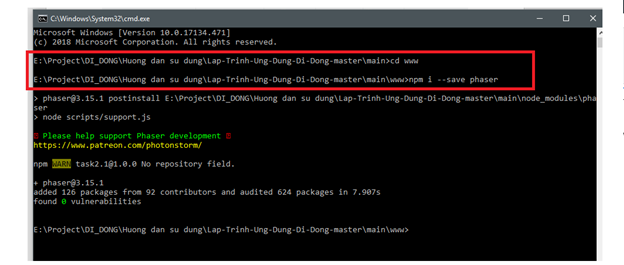 C:\Windows\System32\cmd.exe
Microsoft Windows [Version 10.0.17134.471]
(c) 2018 Microsoft Corporation. All rights reserved.
E:\Project\DI_DONG\Huong dan su dung\Lap-Trinh-Ung-Dung-Di-Dong-master\main>cd www
E:\Project\DI_DONG\Huong dan su dung\Lap-Trinh-Ung-Dung-Di-Dong-master\main\www>npm i --save phaser
> phaser@3.15.1 postinstall E:\Project\DI_DONG\Huong dan su dung\Lap-Trinh-Ung-Dung-Di-Dong-master\main\node_modules\pha
ser
> node scripts/support.js
Please help support Phaser development
https://www.patreon.com/photonstorm/
npm WARN task2.1@1.0.0 No repository field.
+ phaser@3.15.1
added 126 packages from 92 contributors and audited 624 packages in 7.907s
found 0 vulnerabilities
E:\Project\DI_DONG\Huong dan su dung\Lap-Trinh-Ung-Dung-Di-Dong-master\main\www>